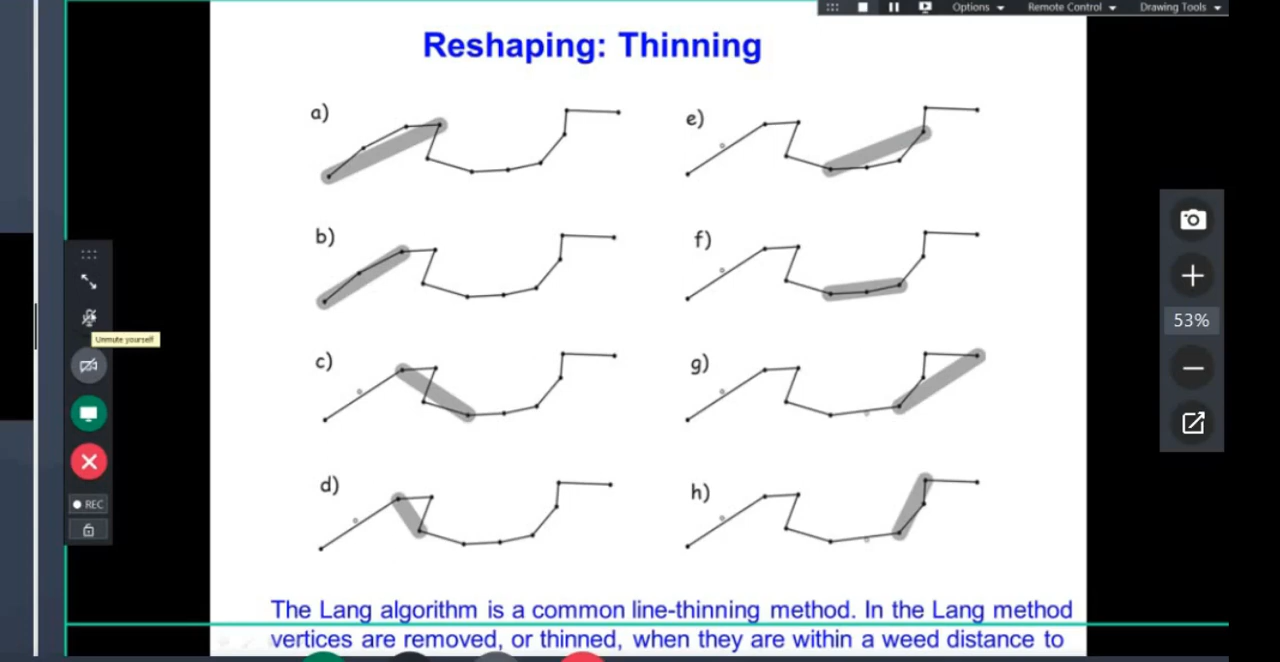 Options
Remote Control
Drawing Tools
Reshaping: Thinning
a)
e)
b)
f)
Unmute yourself
53%
c)
g)
d)
h)
REC
The Lang algorithm is a common line-thinning method. In the Lang method
vertices are removed, or thinned, when they are within a weed distance to